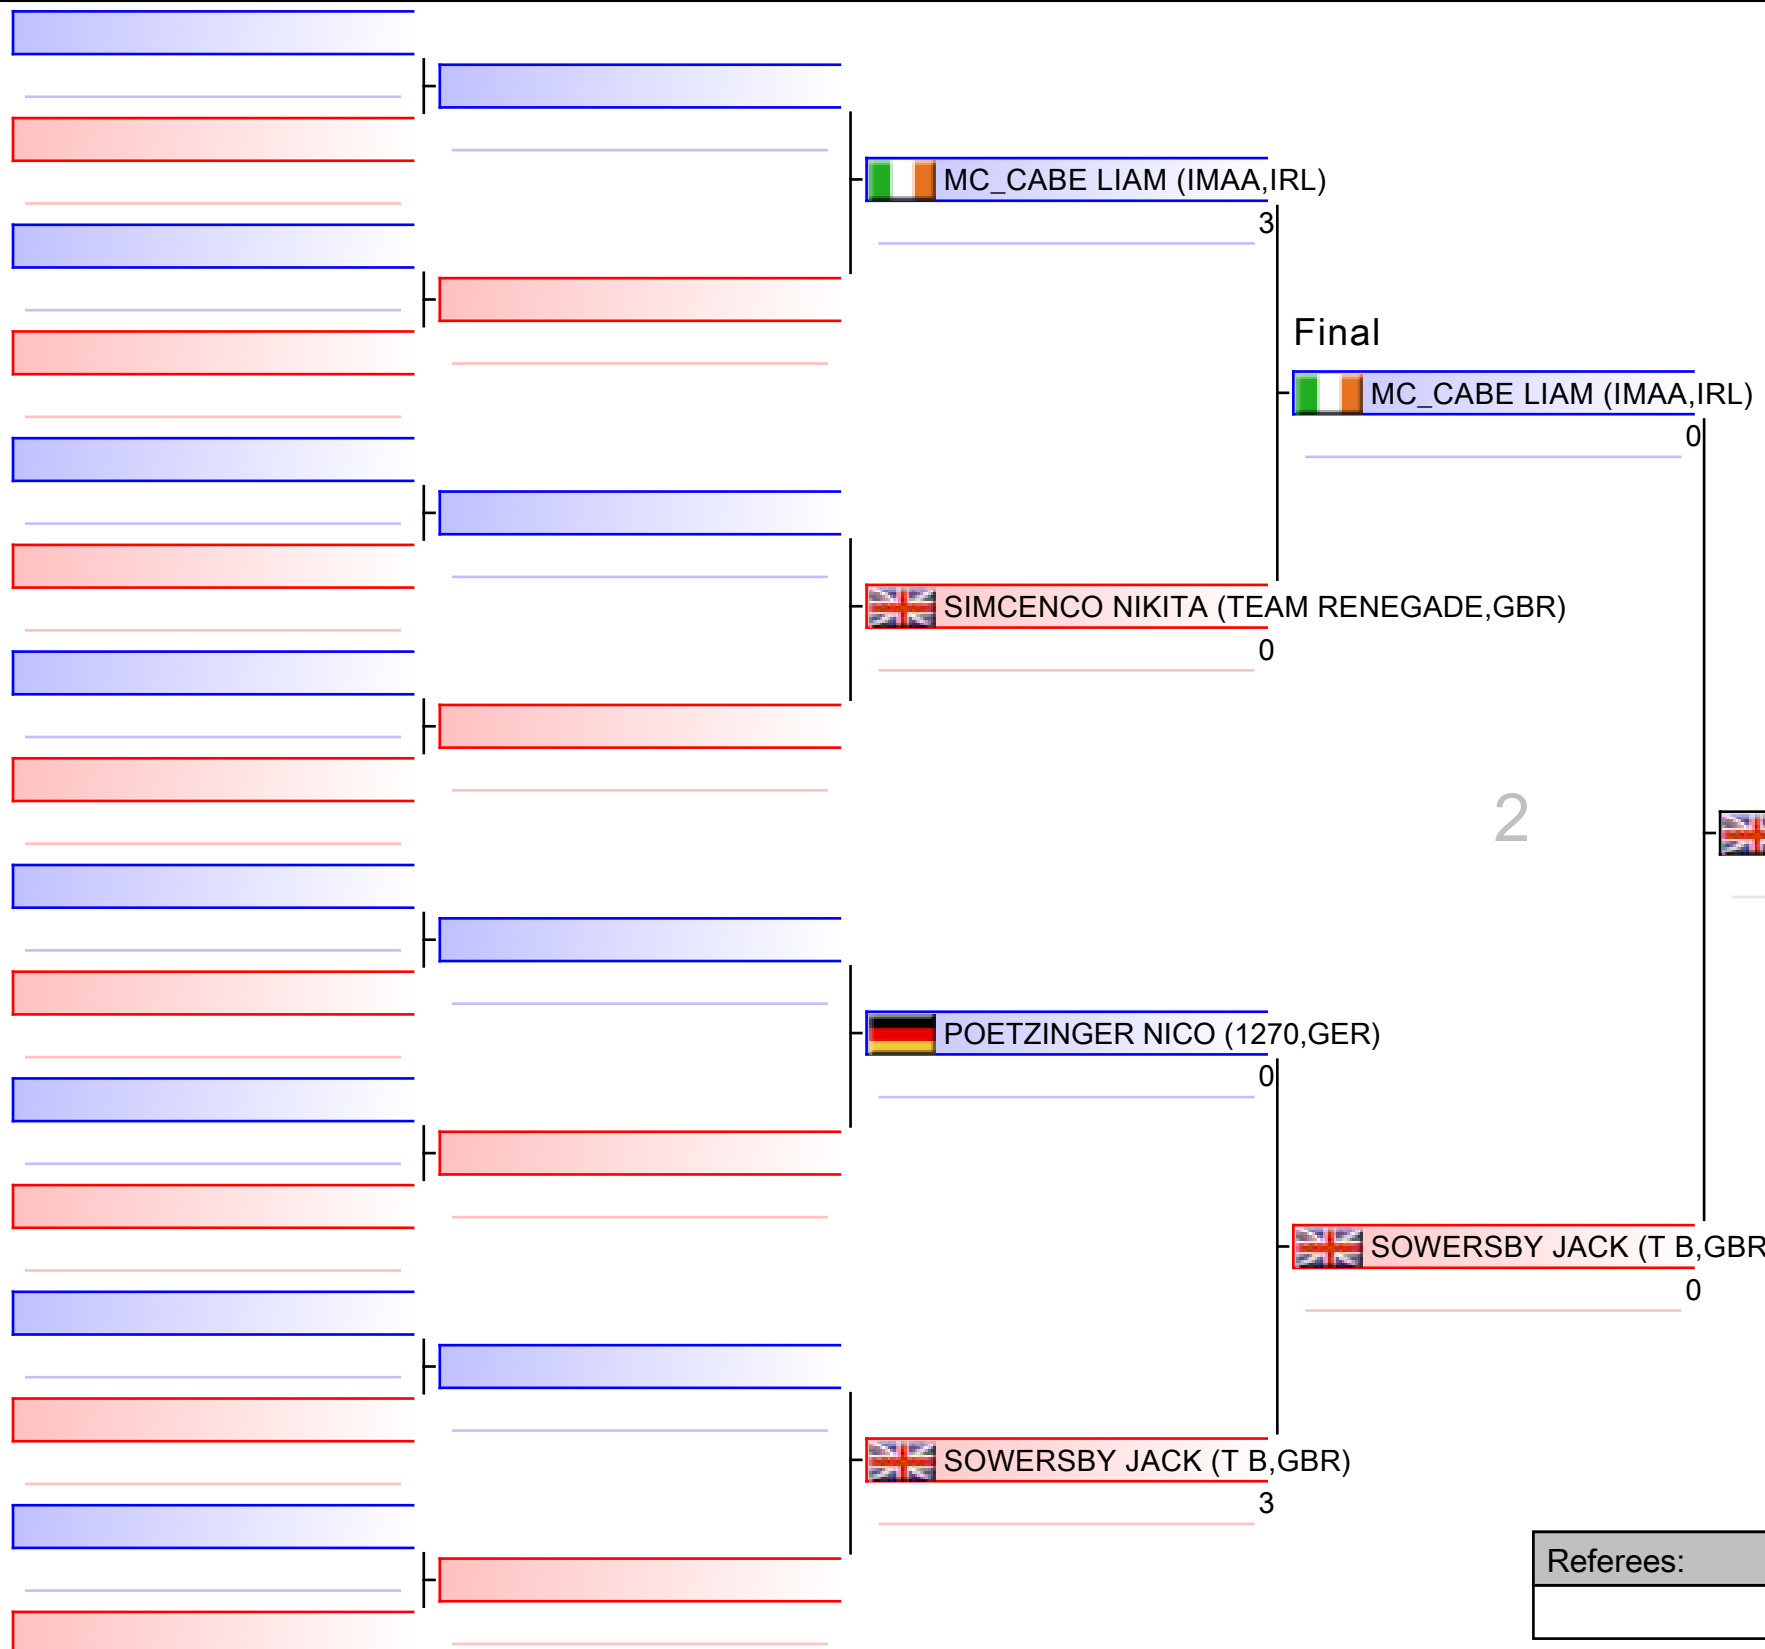 MC_CABE LIAM (IMAA,IRL)
3
Final
MC_CABE LIAM (IMAA,IRL)
0
SIMCENCO NIKITA (TEAM RENEGADE,GBR)
0
2
POETZINGER NICO (1270,GER)
0
SOWERSBY JACK (T B,GBR
0
SOWERSBY JACK (T B,GBR)
3
Referees: